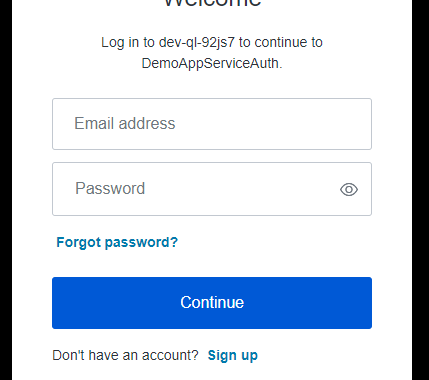 Welcome
Log in to dev-ql-92js7 to continue to
DemoAppServiceAuth.
Email address
Password
Forgot password?
Continue
Don't have an account? Sign up